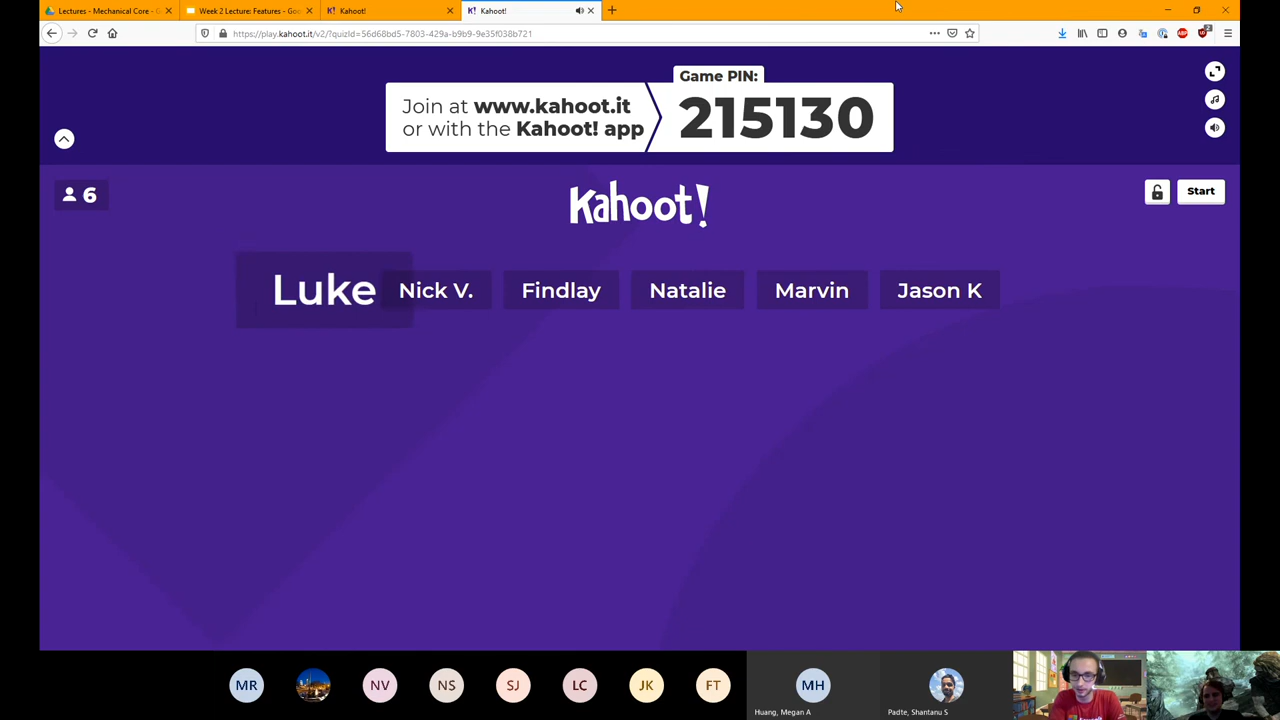 Lectures - Mechanical Core - G
Week 2 Lecture: Features - Goo
Kahoot!
Kahoot!
https://play.kahoot.it/v2/?quizId=56d68bd5-7803-429a-b9b9-9e35f038b721
Game PIN:
Join at www.kahoot.it
or with the Kahoot! app
215130
6
Kahoot!
Start
Luke
Nick V.
Findlay
Natalie
Marvin
Jason K
MR
NV
NS
SJ
LC
JK
FT
MH
Huang, Megan A
Padte, Shantanu S